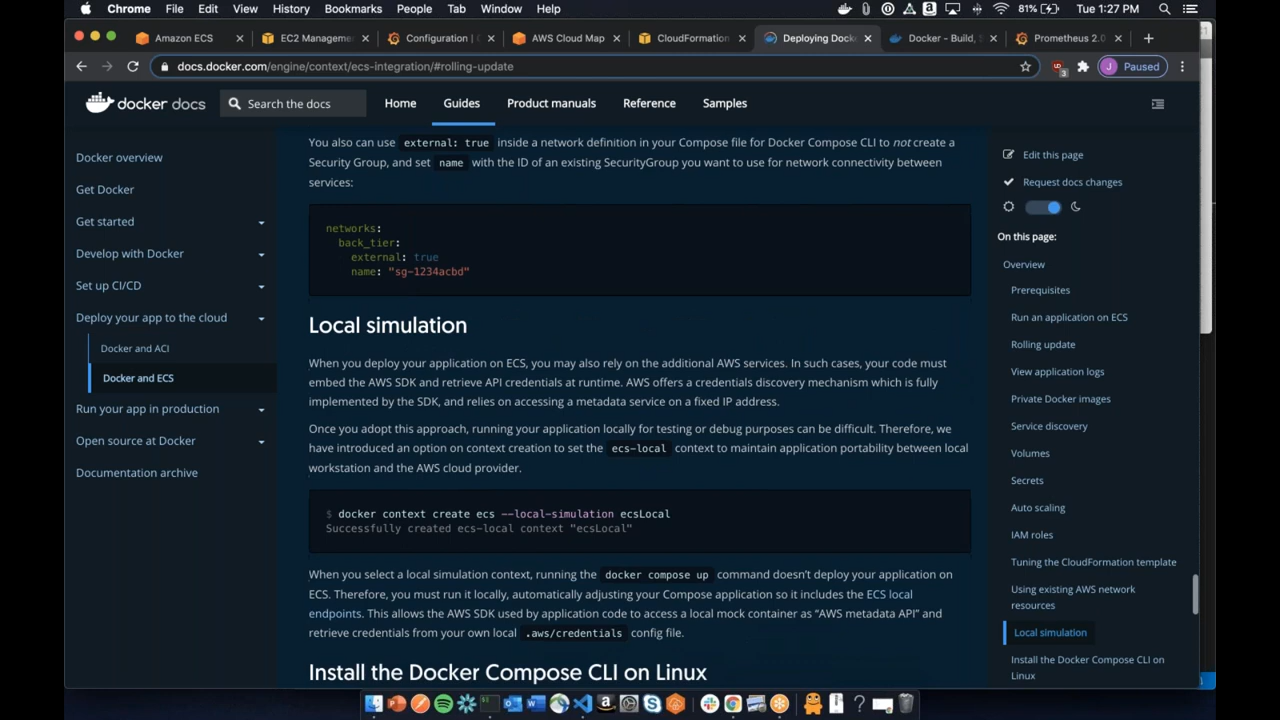 Chrome File Edit View History Bookmarks People Tab Window Help 81% Tue 1:27 PM
Amazon ECS EC2 Manageme Configuration | G AWS Cloud Map CloudFormation Deploying Docke Docker - Build, S Prometheus 2.0
docs.docker.com/engine/context/ecs-integration/#rolling-update 3 J Paused
docker docs Search the docs Home Guides Product manuals Reference Samples
Docker overview
Get Docker
Get started
Develop with Docker
Set up CI/CD
Deploy your app to the cloud
Docker and ACI
Docker and ECS
Run your app in production
Open source at Docker
Documentation archive
You also can use external: true inside a network definition in your Compose file for Docker Compose CLI to not create a
Security Group, and set name with the ID of an existing SecurityGroup you want to use for network connectivity between
services:
networks:
back_tier:
external: true
name: "sg-1234acbd"
Local simulation
When you deploy your application on ECS, you may also rely on the additional AWS services. In such cases, your code must
embed the AWS SDK and retrieve API credentials at runtime. AWS offers a credentials discovery mechanism which is fully
implemented by the SDK, and relies on accessing a metadata service on a fixed IP address.
Once you adopt this approach, running your application locally for testing or debug purposes can be difficult. Therefore, we
have introduced an option on context creation to set the ecs-local context to maintain application portability between local
workstation and the AWS cloud provider.
$ docker context create ecs --local-simulation ecsLocal
Successfully created ecs-local context "ecsLocal"
When you select a local simulation context, running the docker compose up command doesn’t deploy your application on
ECS. Therefore, you must run it locally, automatically adjusting your Compose application so it includes the ECS local
endpoints. This allows the AWS SDK used by application code to access a local mock container as “AWS metadata API” and
retrieve credentials from your own local .aws/credentials config file.
Install the Docker Compose CLI on Linux
Edit this page
Request docs changes
On this page:
Overview
Prerequisites
Run an application on ECS
Rolling update
View application logs
Private Docker images
Service discovery
Volumes
Secrets
Auto scaling
IAM roles
Tuning the CloudFormation template
Using existing AWS network
resources
Local simulation
Install the Docker Compose CLI on
Linux